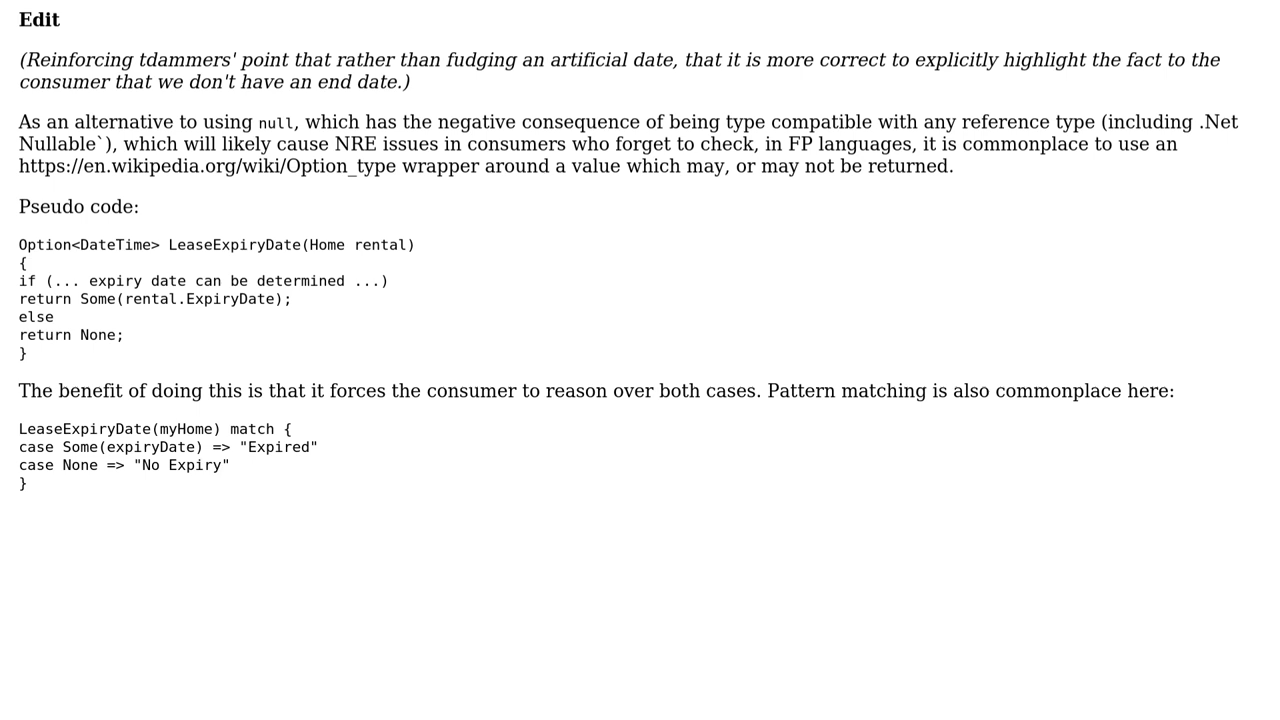 Edit
(Reinforcing tdammers' point that rather than fudging an artificial date, that it is more correct to explicitly highlight the fact to the
consumer that we don't have an end date.)
As an alternative to using null, which has the negative consequence of being type compatible with any reference type (including .Net
Nullable`), which will likely cause NRE issues in consumers who forget to check, in FP languages, it is commonplace to use an
https://en.wikipedia.org/wiki/Option_type wrapper around a value which may, or may not be returned.
Pseudo code:
Option<DateTime> LeaseExpiryDate(Home rental)
{
if (... expiry date can be determined ...)
return Some(rental.ExpiryDate);
else
return None;
}
The benefit of doing this is that it forces the consumer to reason over both cases. Pattern matching is also commonplace here:
LeaseExpiryDate(myHome) match {
case Some(expiryDate) => "Expired"
case None => "No Expiry"
}